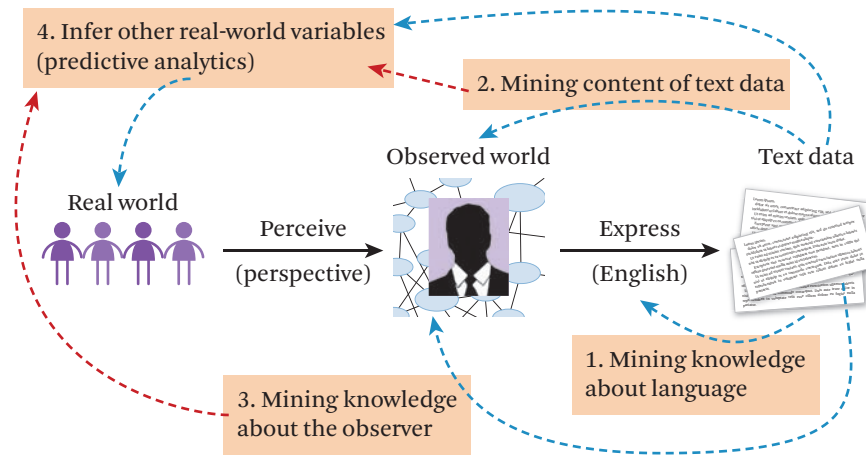 4. Infer other real-world variables
(predictive analytics)
2. Mining content of text data
Observed world
Text data
Real world
Perceive
(perspective)
Express
(English)
1. Mining knowledge
about language
3. Mining knowledge
about the observer